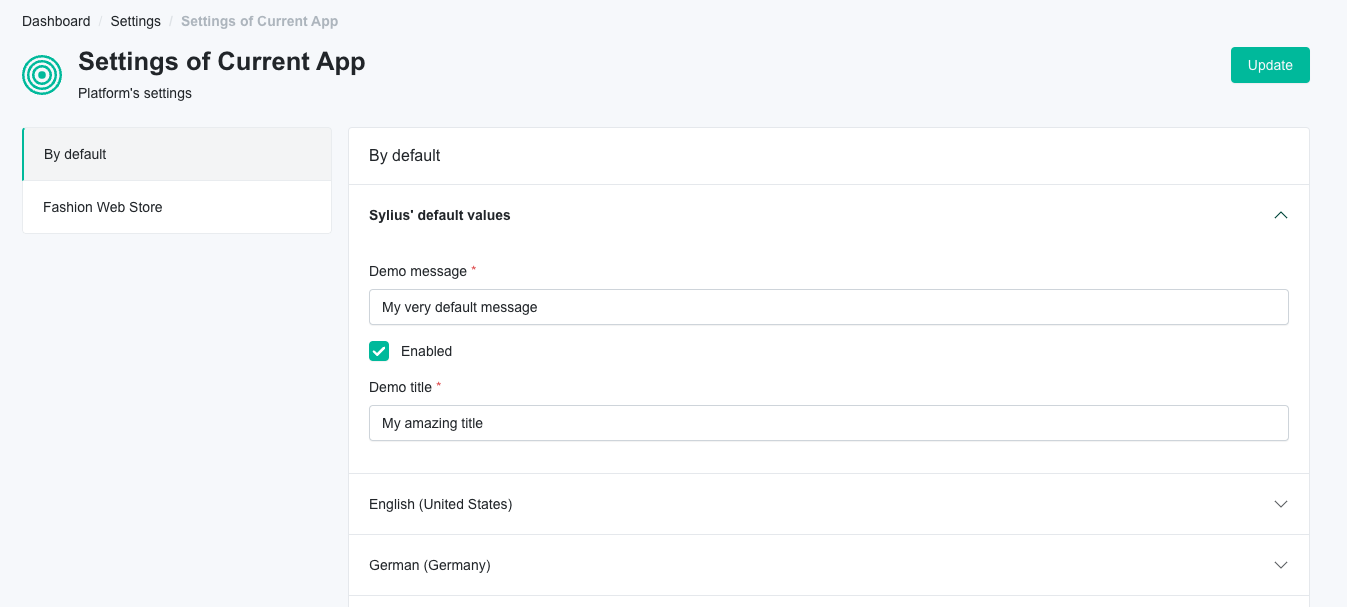 Dashboard / Settings / Settings of Current App
Settings of Current App
Platform's settings
Update
By default
Fashion Web Store
By default
Sylius' default values
Demo message *
My very default message
Enabled
Demo title *
My amazing title
English (United States)
German (Germany)